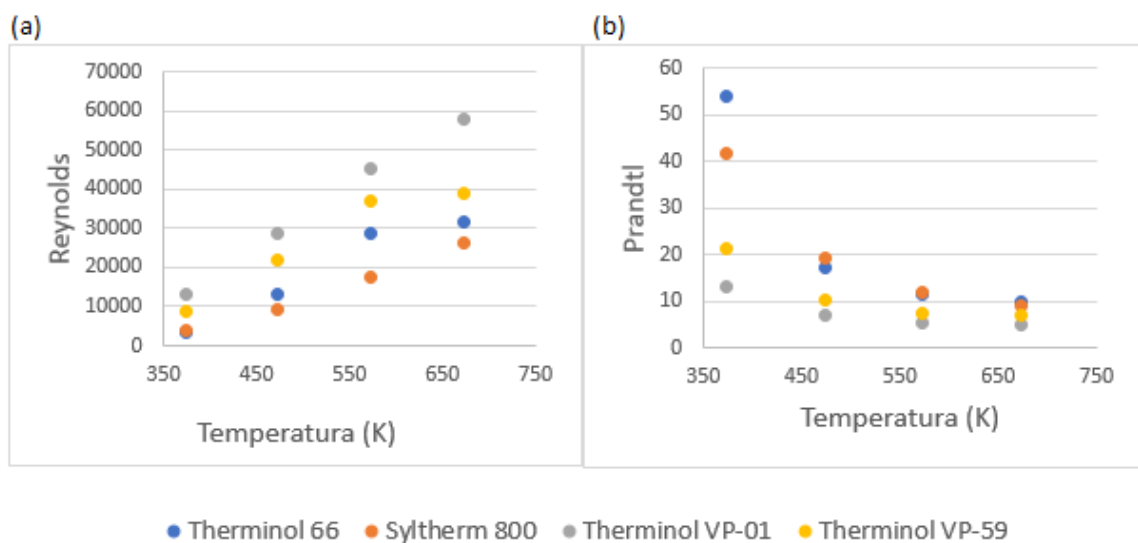 (a)
70000
60000
50000
40000
30000
20000
10000
0
Reynolds
350 450 550 650 750
Temperatura (K)
(b)
60
50
40
30
20
10
0
Prandtl
350 450 550 650 750
Temperatura (K)
Therminol 66 Syltherm 800 Therminol VP-01 Therminol VP-59